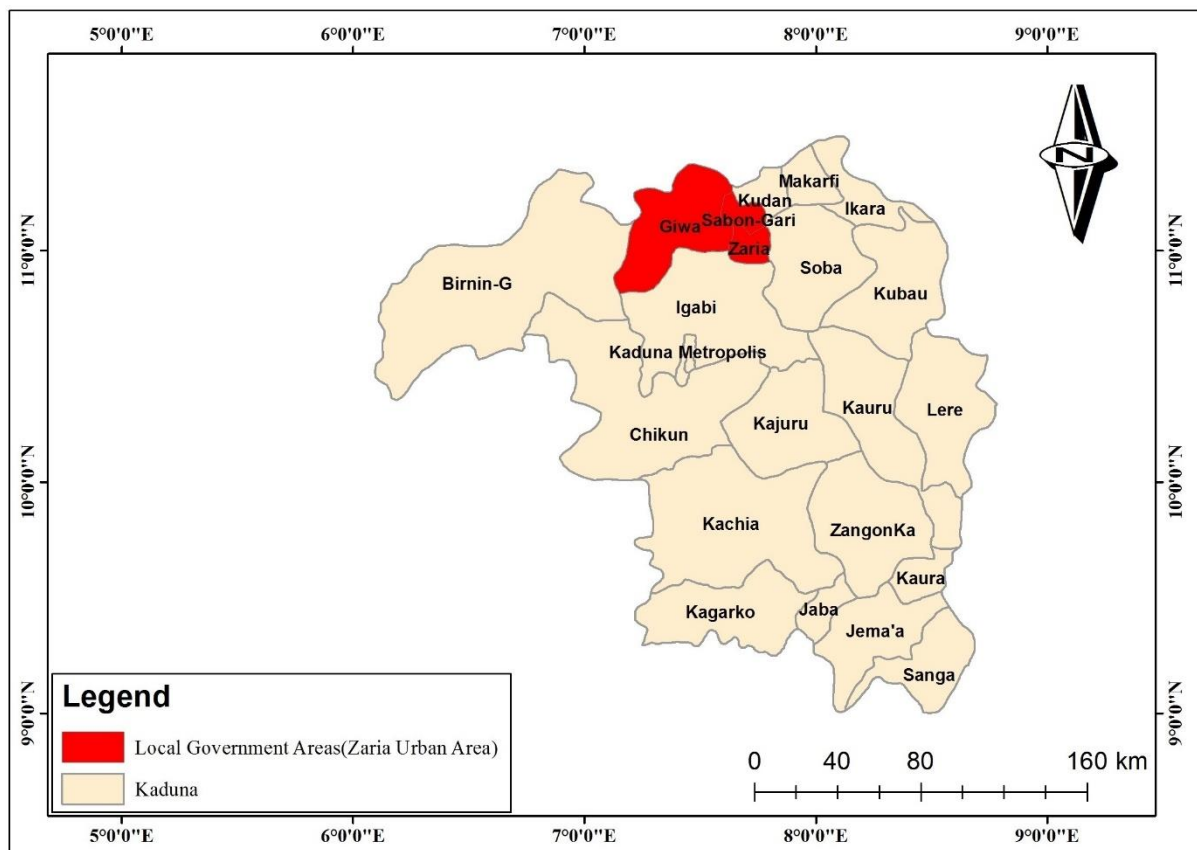 5°0'0"E 6°0'0"E 7°0'0"E 8°0'0"E 9°0'0"E
N
Makarfi
Kudan
Ikara
Sabon-Gari
Giwa
Zaria
11°0'0"N
11°0'0"N
Soba
Birnin-G
Kubau
Igabi
Kaduna Metropolis
Kauru
Lere
Kajuru
Chikun
10°0'0"N
10°0'0"N
Kachia
ZangonKa
Kaura
Kagarko
Jaba
Jema'a
Sanga
9°0'0"N
9°0'0"N
Legend
Local Government Areas(Zaria Urban Area)
Kaduna
0 40 80 160 km
5°0'0"E 6°0'0"E 7°0'0"E 8°0'0"E 9°0'0"E